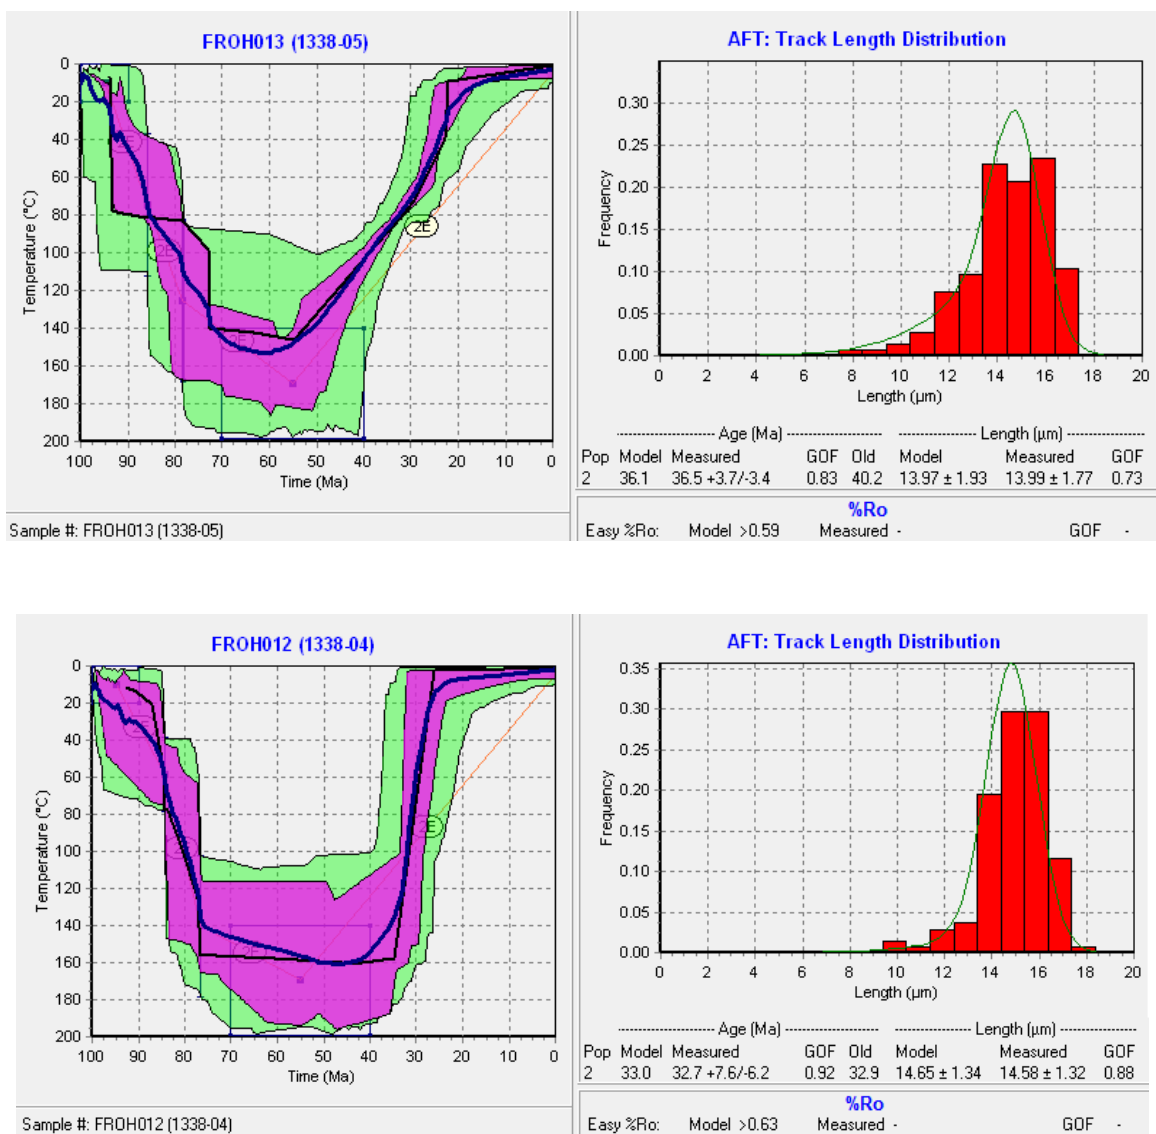 FROH013 (1338-05)
AFT: Track Length Distribution
0
20
40
60
80
100
120
140
160
180
200
Temperature (°C)
2E
2E
2E
2E
100 90 80 70 60 50 40 30 20 10 0
Time (Ma)
0.30
0.25
0.20
0.15
0.10
0.05
0.00
Frequency
0 2 4 6 8 10 12 14 16 18 20
Length (µm)
Age (Ma) Length (µm)
Pop Model Measured GOF Old Model Measured GOF
2 36.1 36.5 +3.7/-3.4 0.83 40.2 13.97 ± 1.93 13.99 ± 1.77 0.73
%Ro
Sample #: FROH013 (1338-05)
Easy %Ro: Model >0.59 Measured - GOF -
FROH012 (1338-04)
AFT: Track Length Distribution
0
20
40
60
80
100
120
140
160
180
200
Temperature (°C)
2E
2E
2E
100 90 80 70 60 50 40 30 20 10 0
Time (Ma)
0.35
0.30
0.25
0.20
0.15
0.10
0.05
0.00
Frequency
0 2 4 6 8 10 12 14 16 18 20
Length (µm)
Age (Ma) Length (µm)
Pop Model Measured GOF Old Model Measured GOF
2 33.0 32.7 +7.6/-6.2 0.92 32.9 14.65 ± 1.34 14.58 ± 1.32 0.88
%Ro
Sample #: FROH012 (1338-04)
Easy %Ro: Model >0.63 Measured - GOF -